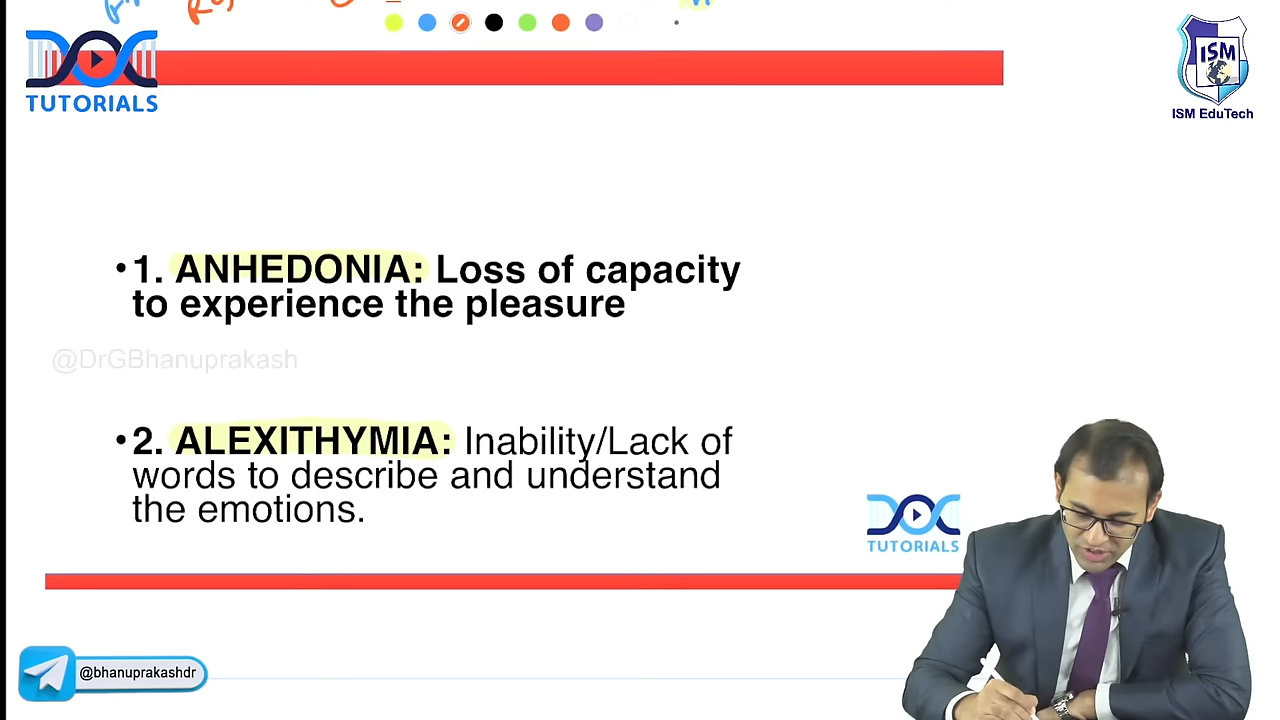 TUTORIALS
ISM
ISM EduTech
•1. ANHEDONIA: Loss of capacity
to experience the pleasure
@DrGBhanuprakash
•2. ALEXITHYMIA: Inability/Lack of
words to describe and understand
the emotions.
TUTORIALS
@bhanuprakashdr